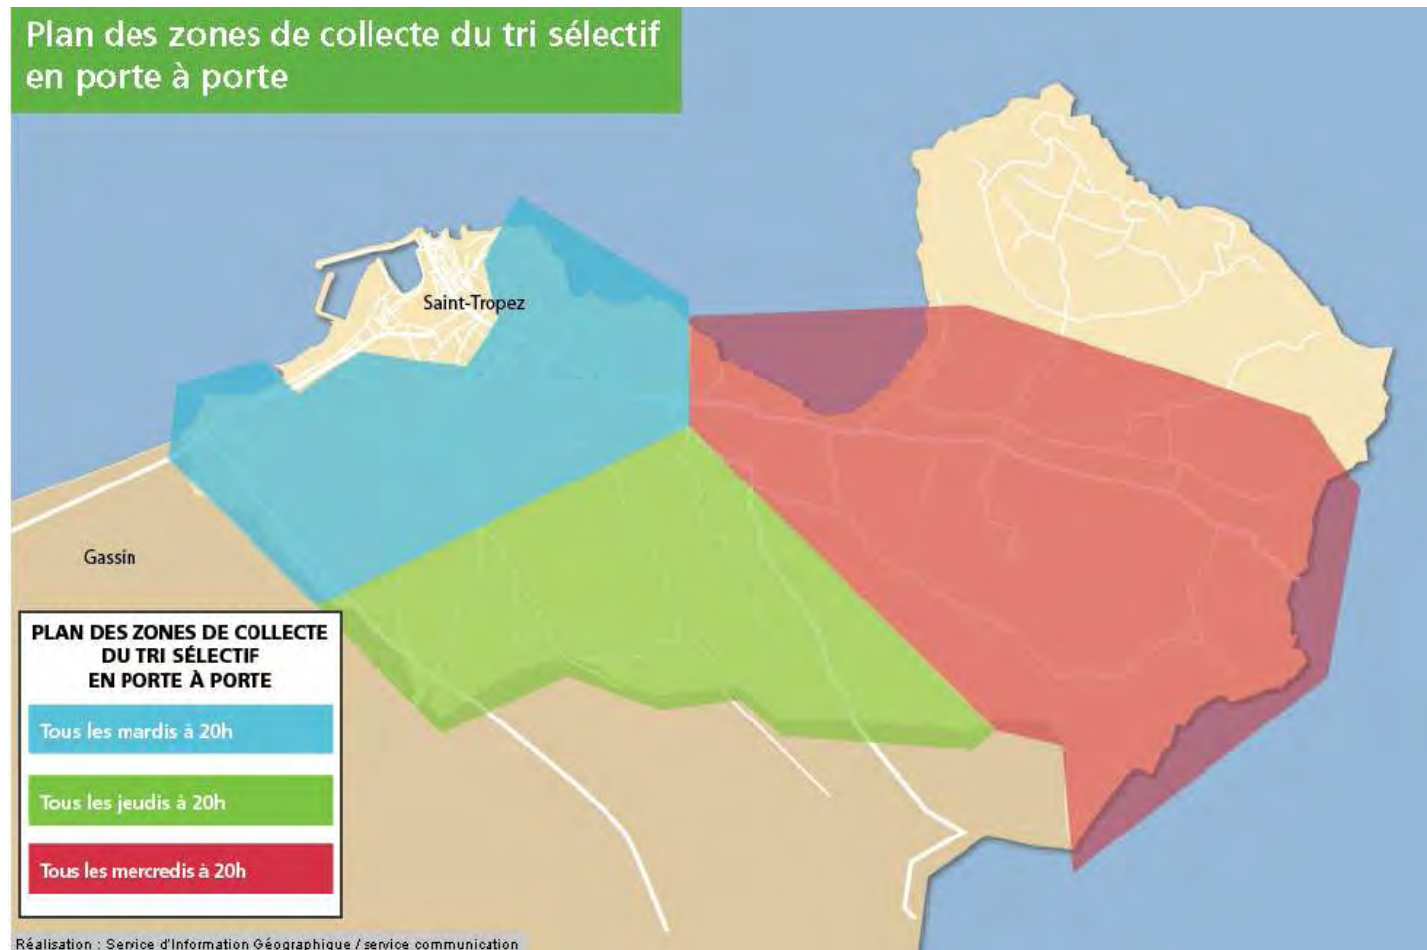 Plan des zones de collecte du tri sélectif
en porte à porte
Saint-Tropez
Gassin
PLAN DES ZONES DE COLLECTE
DU TRI SÉLECTIF
EN PORTE À PORTE
Tous les mardis à 20h
Tous les jeudis à 20h
Tous les mercredis à 20h
Réalisation : Service d'Information Géographique / service communication